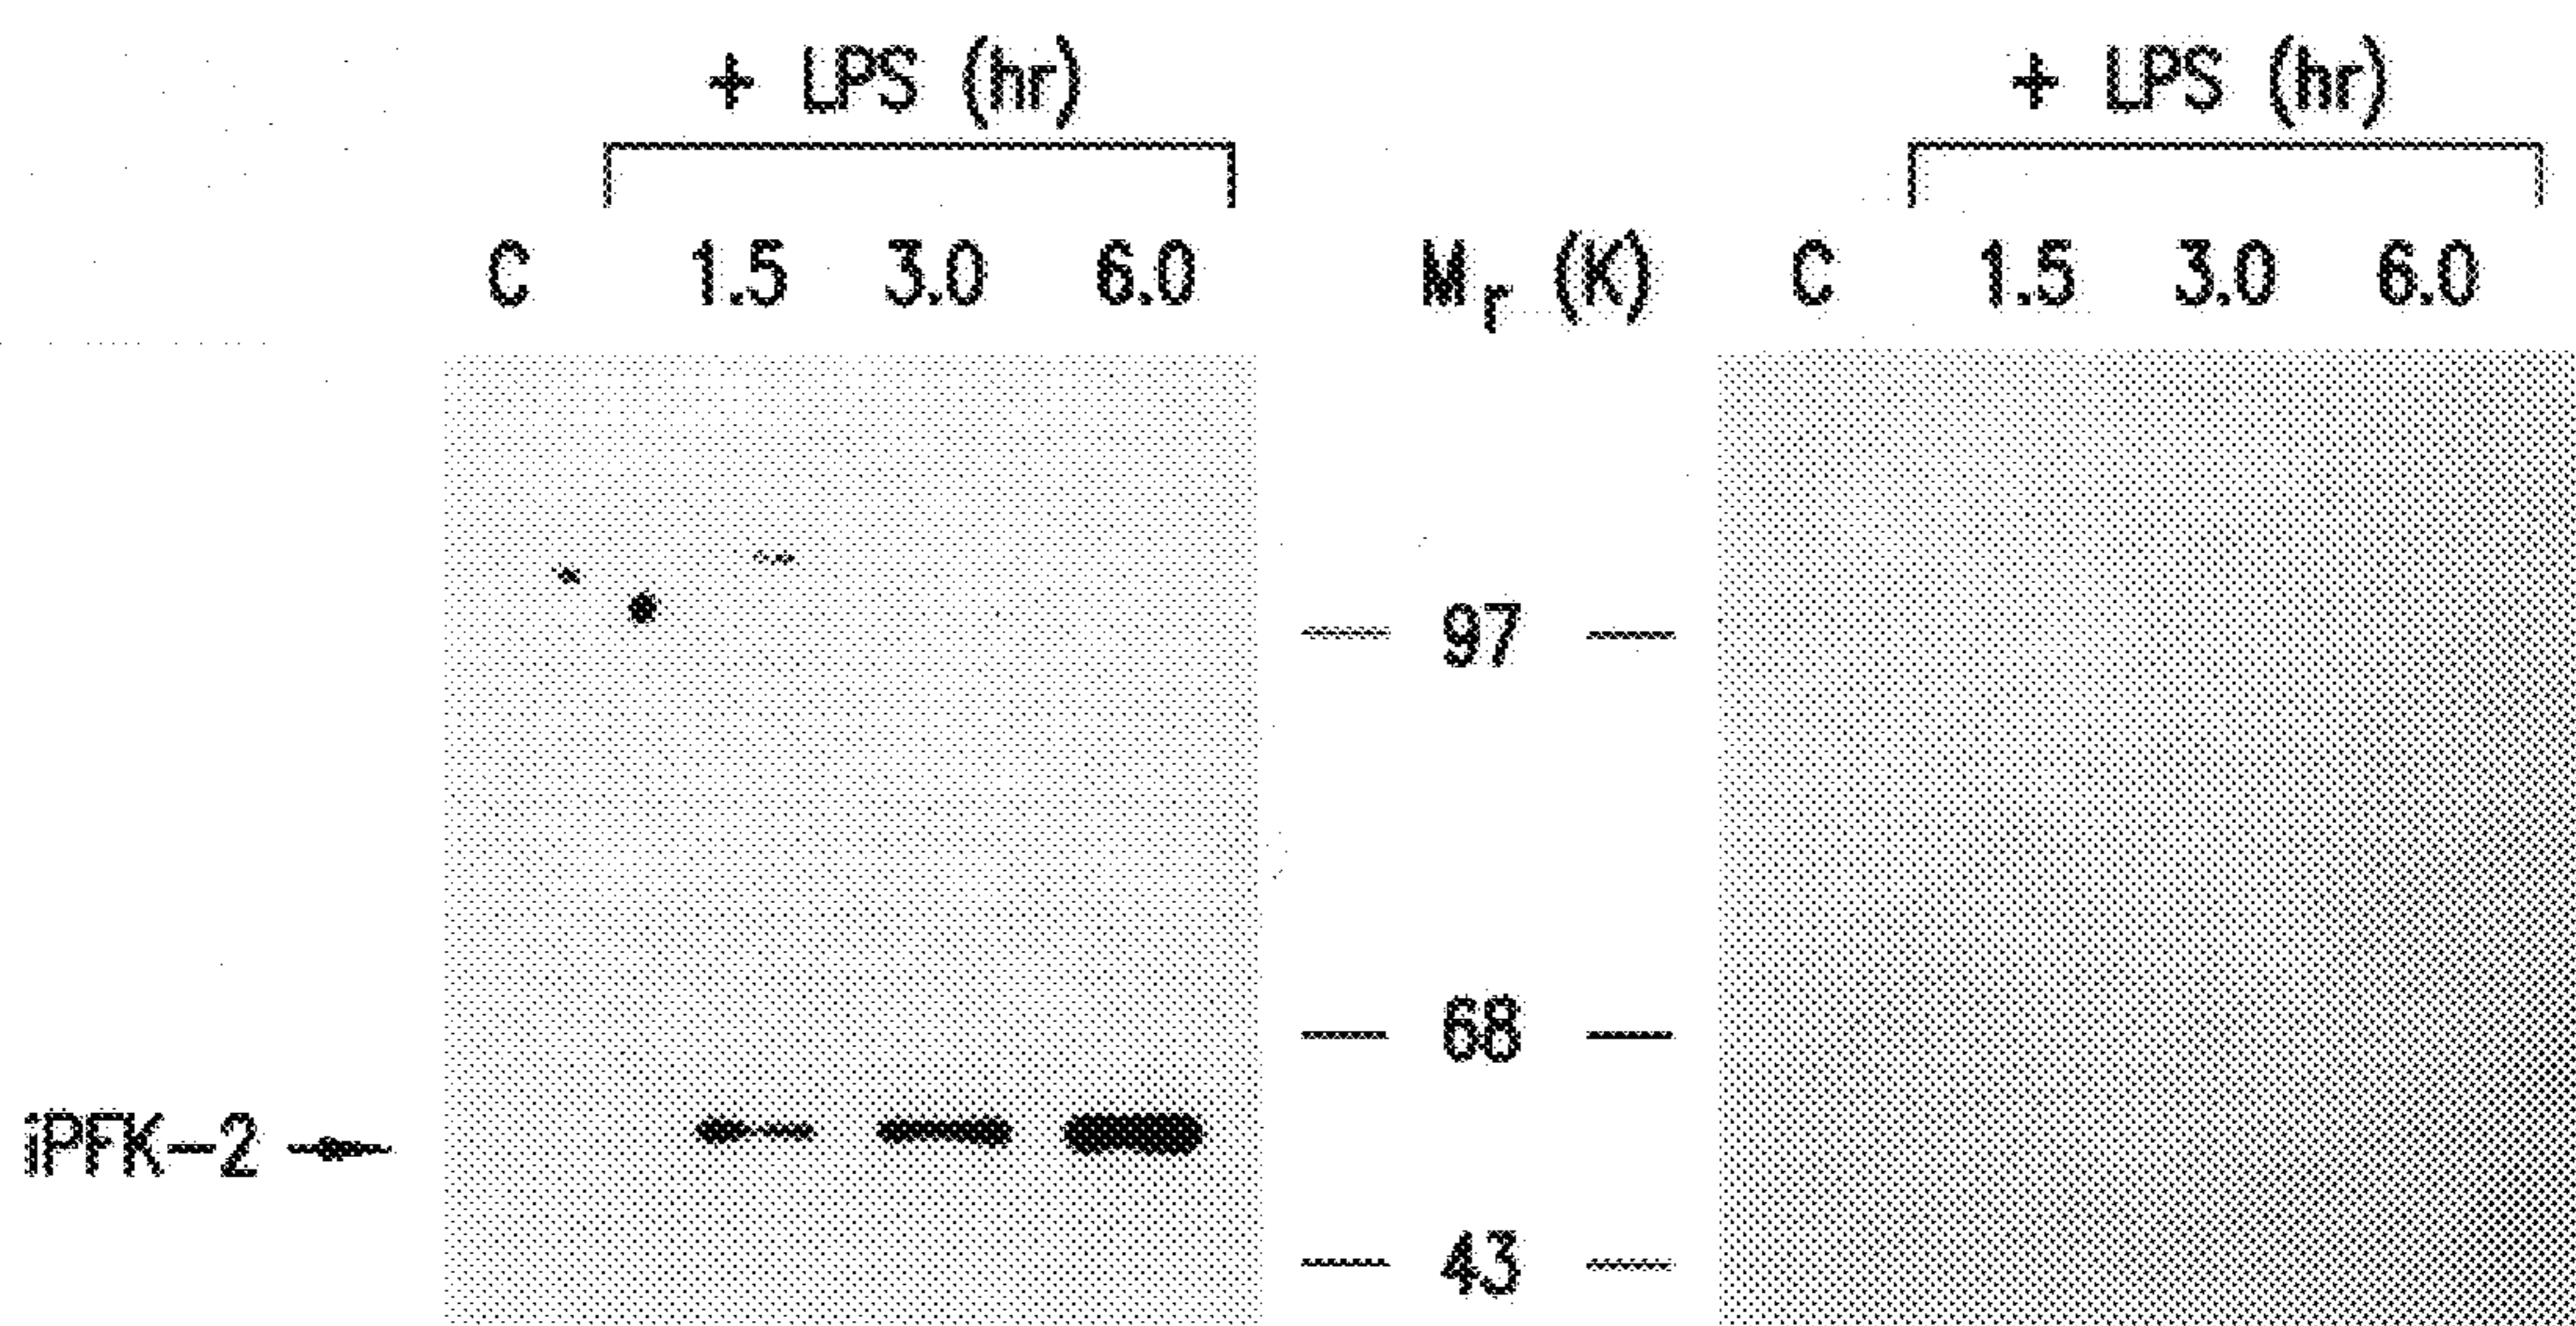 + LPS (hr) + LPS (hr)
C 1.5 3.0 6.0 Mr (K) C 1.5 3.0 6.0
97
68
iPFK-2
43